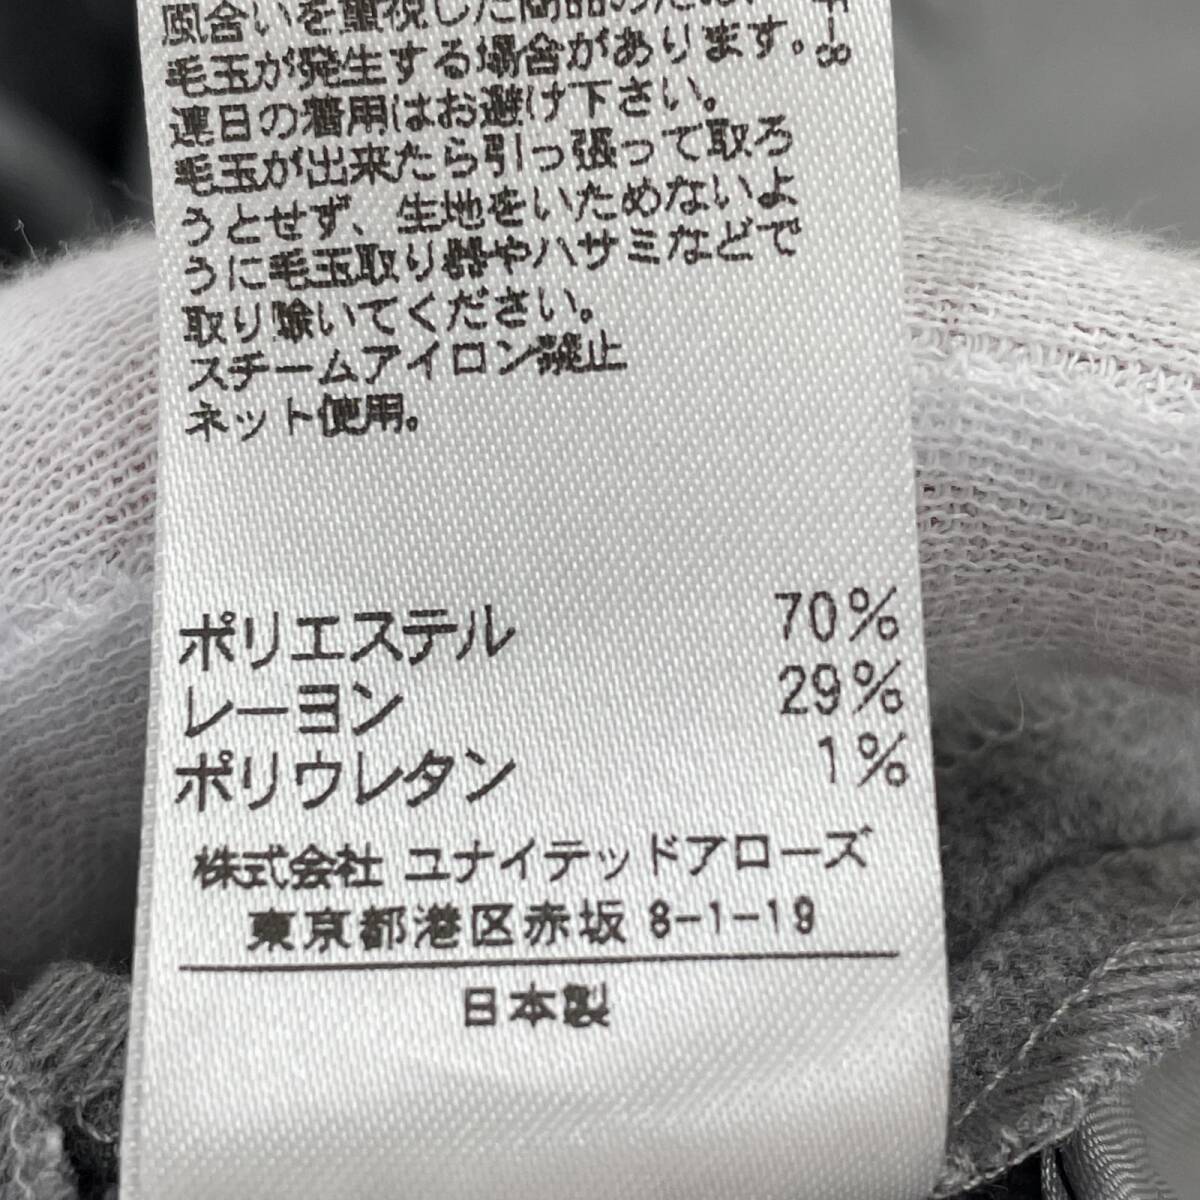 風合いを重視した商品のため、
毛玉が発生する場合があります。
連日の着用はお避け下さい。
毛玉が出来たら引っ張って取ろ
うとせず、生地をいためないよ
うに毛玉取り器やハサミなどで
取り除いてください。
スチームアイロン禁止
ネット使用。
ポリエステル 70%
レーヨン 29%
ポリウレタン 1%
株式会社 ユナイテッドアローズ
東京都港区赤坂 8-1-19
日本製